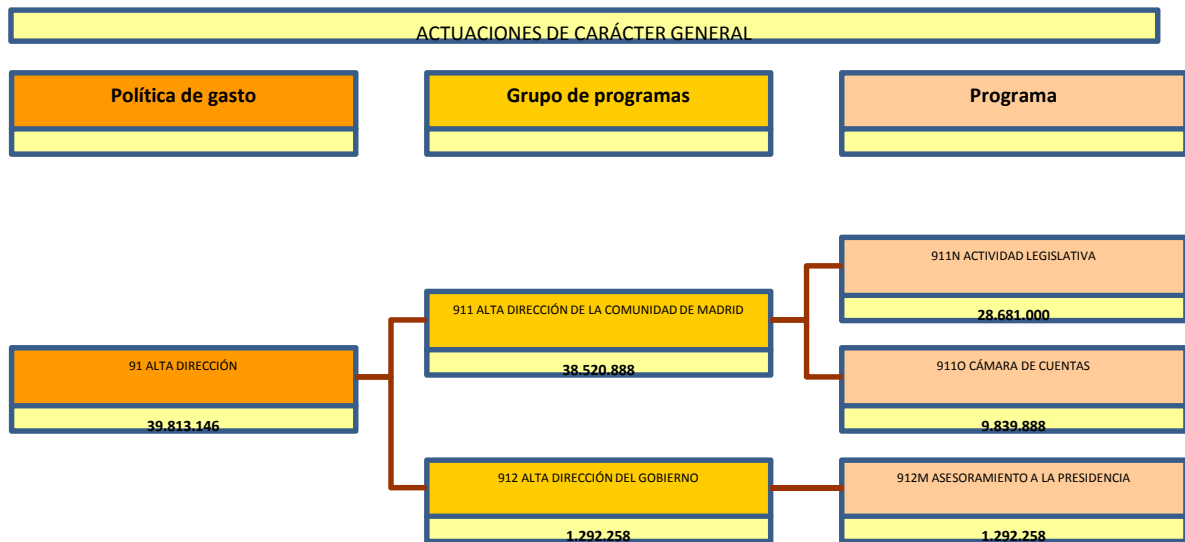 ACTUACIONES DE CARÁCTER GENERAL
Política de gasto
Grupo de programas
Programa
911N ACTIVIDAD LEGISLATIVA
28.681.000
911 ALTA DIRECCIÓN DE LA COMUNIDAD DE MADRID
38.520.888
91 ALTA DIRECCIÓN
39.813.146
911O CÁMARA DE CUENTAS
9.839.888
912 ALTA DIRECCIÓN DEL GOBIERNO
1.292.258
912M ASESORAMIENTO A LA PRESIDENCIA
1.292.258